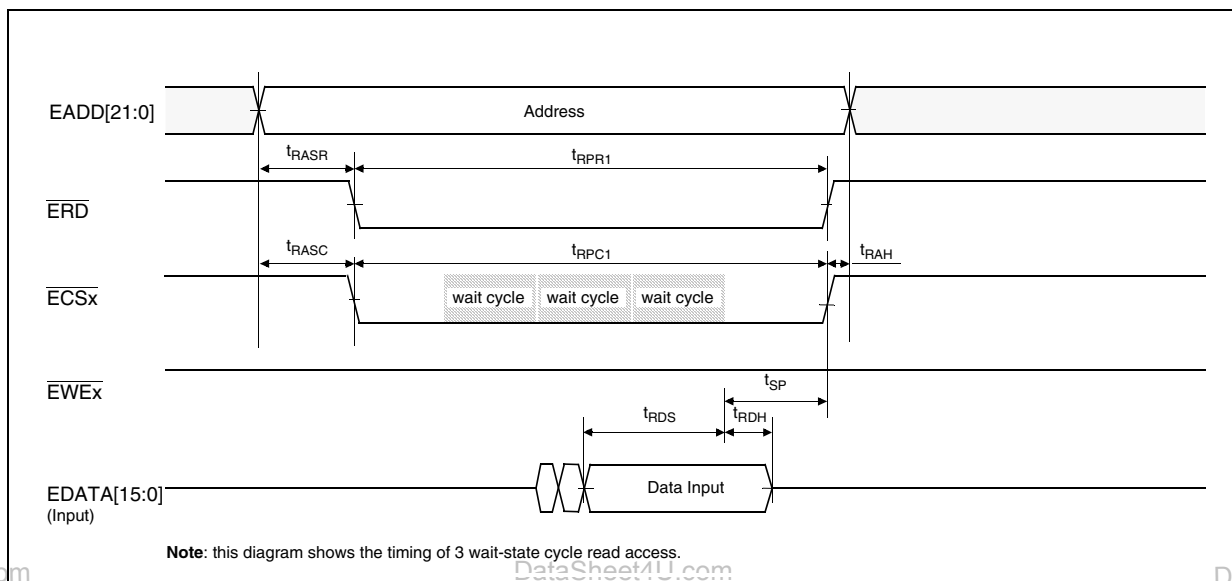 EADD[21:0]
Address
tRASR
tRPR1
ERD
tRASC
tRPC1
tRAH
ECSx
wait cycle wait cycle wait cycle
EWEx
tSP
tRDS
tRDH
EDATA[15:0]
(Input)
Data Input
Note: this diagram shows the timing of 3 wait-state cycle read access.
om
DataSheet4U.com
D